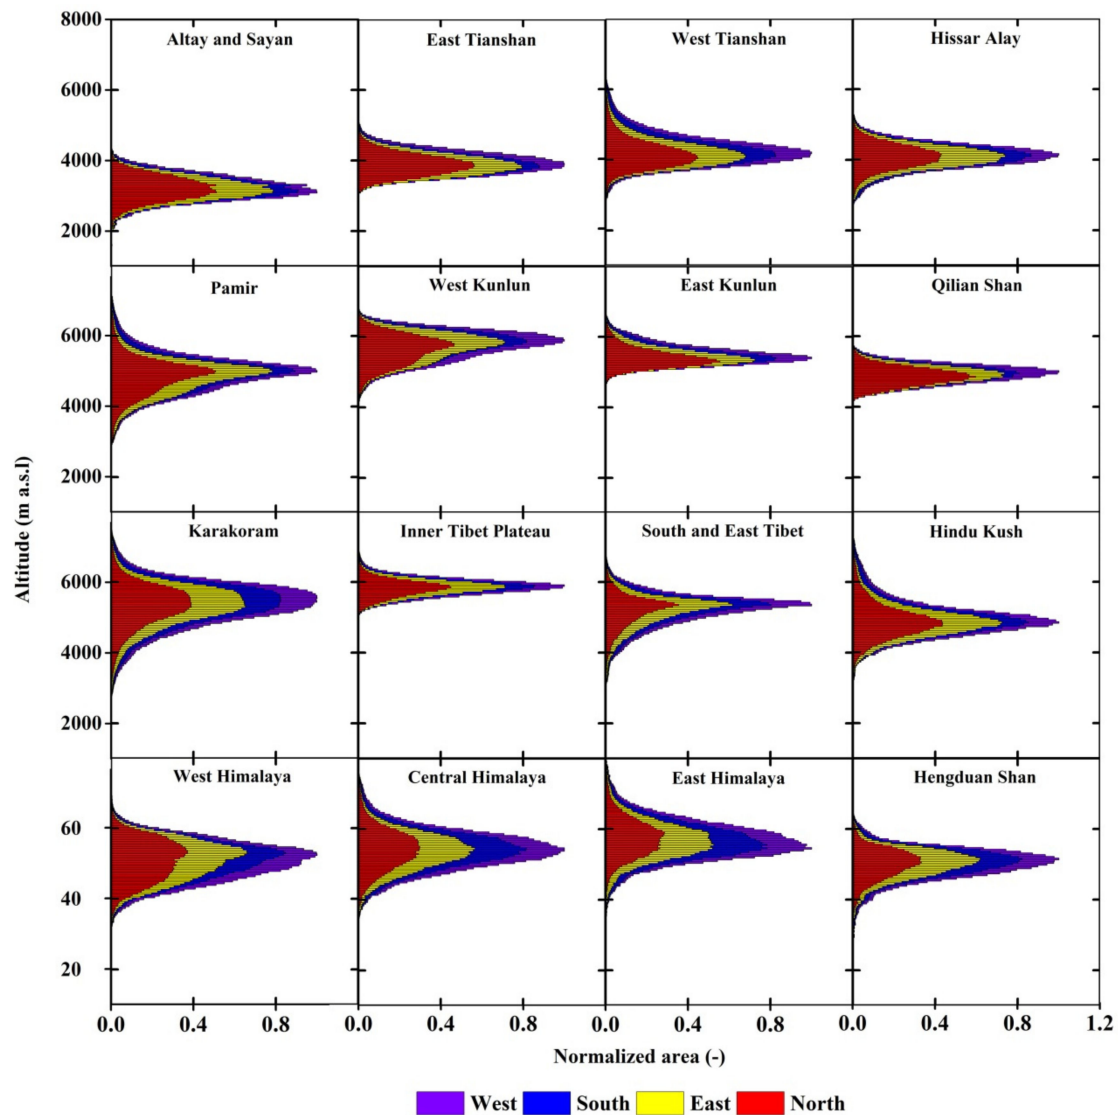 8000
Altay and Sayan East Tianshan West Tianshan Hissar Alay
6000
4000
2000
Pamir West Kunlun East Kunlun Qilian Shan
6000
4000
2000
Altitude (m a.s.l)
Karakoram Inner Tibet Plateau South and East Tibet Hindu Kush
6000
4000
2000
West Himalaya Central Himalaya East Himalaya Hengduan Shan
60
40
20
0.0 0.4 0.8 0.0 0.4 0.8 0.0 0.4 0.8 0.0 0.4 0.8 1.2
Normalized area (-)
West South East North